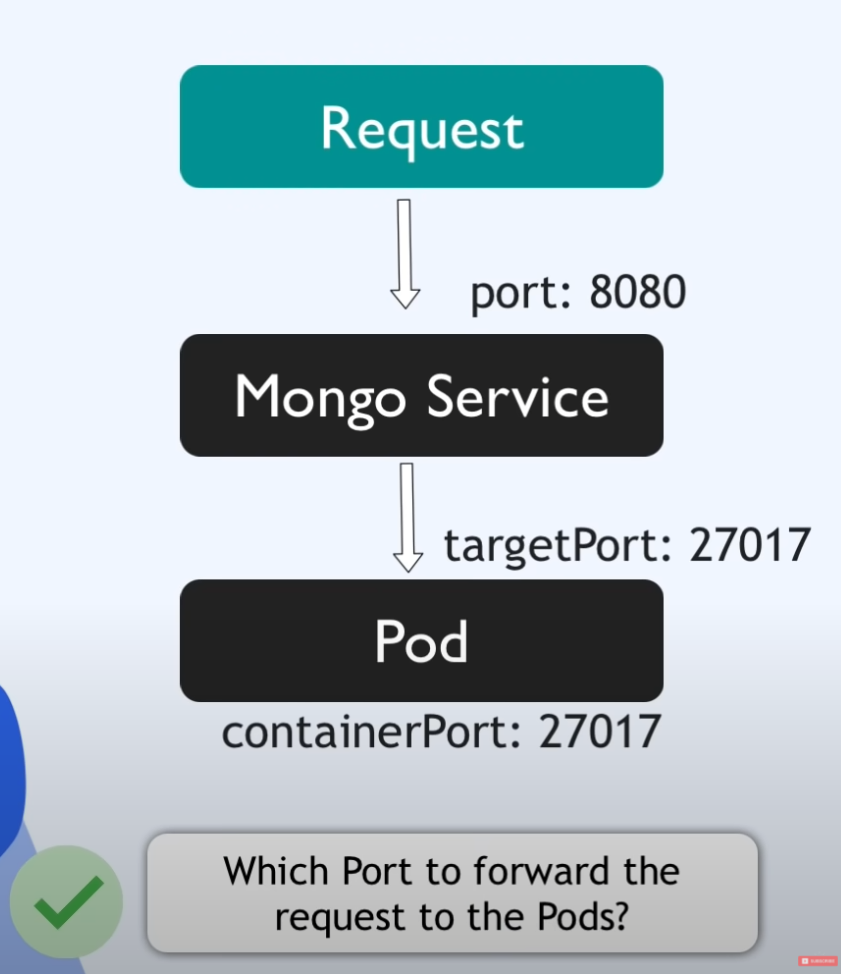 Request
port: 8080
Mongo Service
targetPort: 27017
Pod
containerPort: 27017
Which Port to forward the
request to the Pods?
SUBSCRIBE